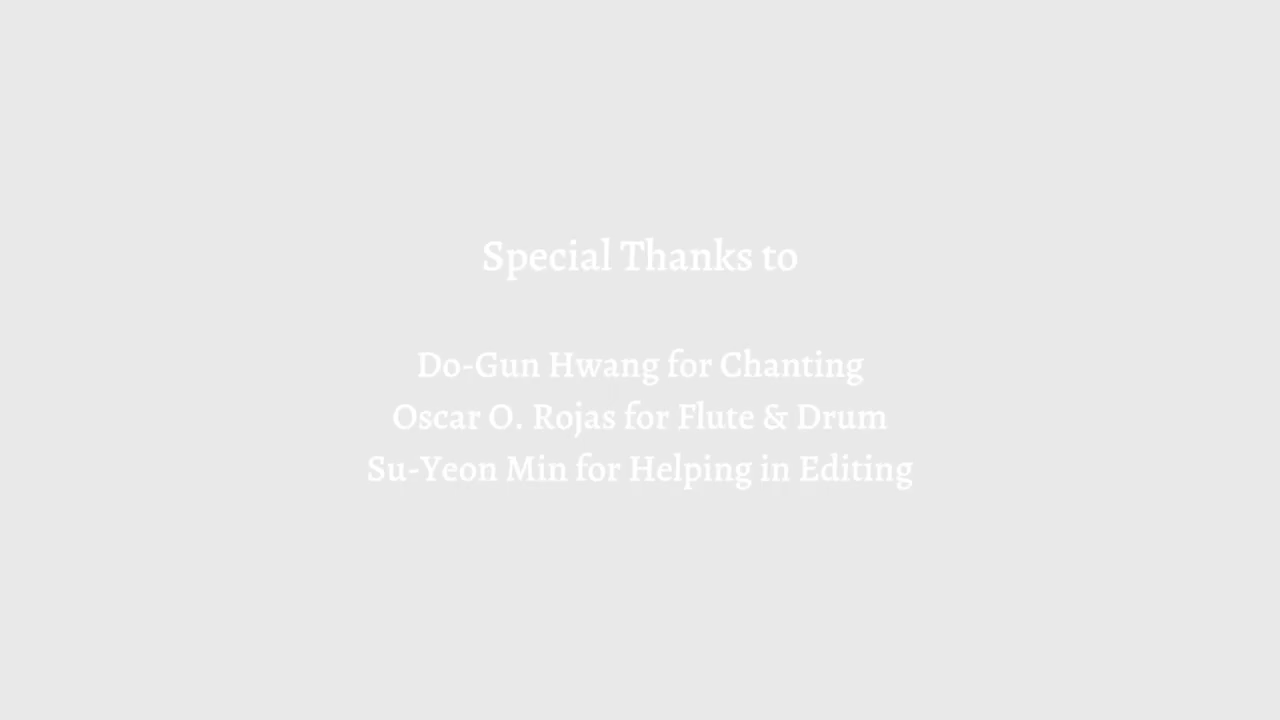 Special Thanks to
Do-Gun Hwang for Chanting
Oscar O. Rojas for Flute & Drum
Su-Yeon Min for Helping in Editing